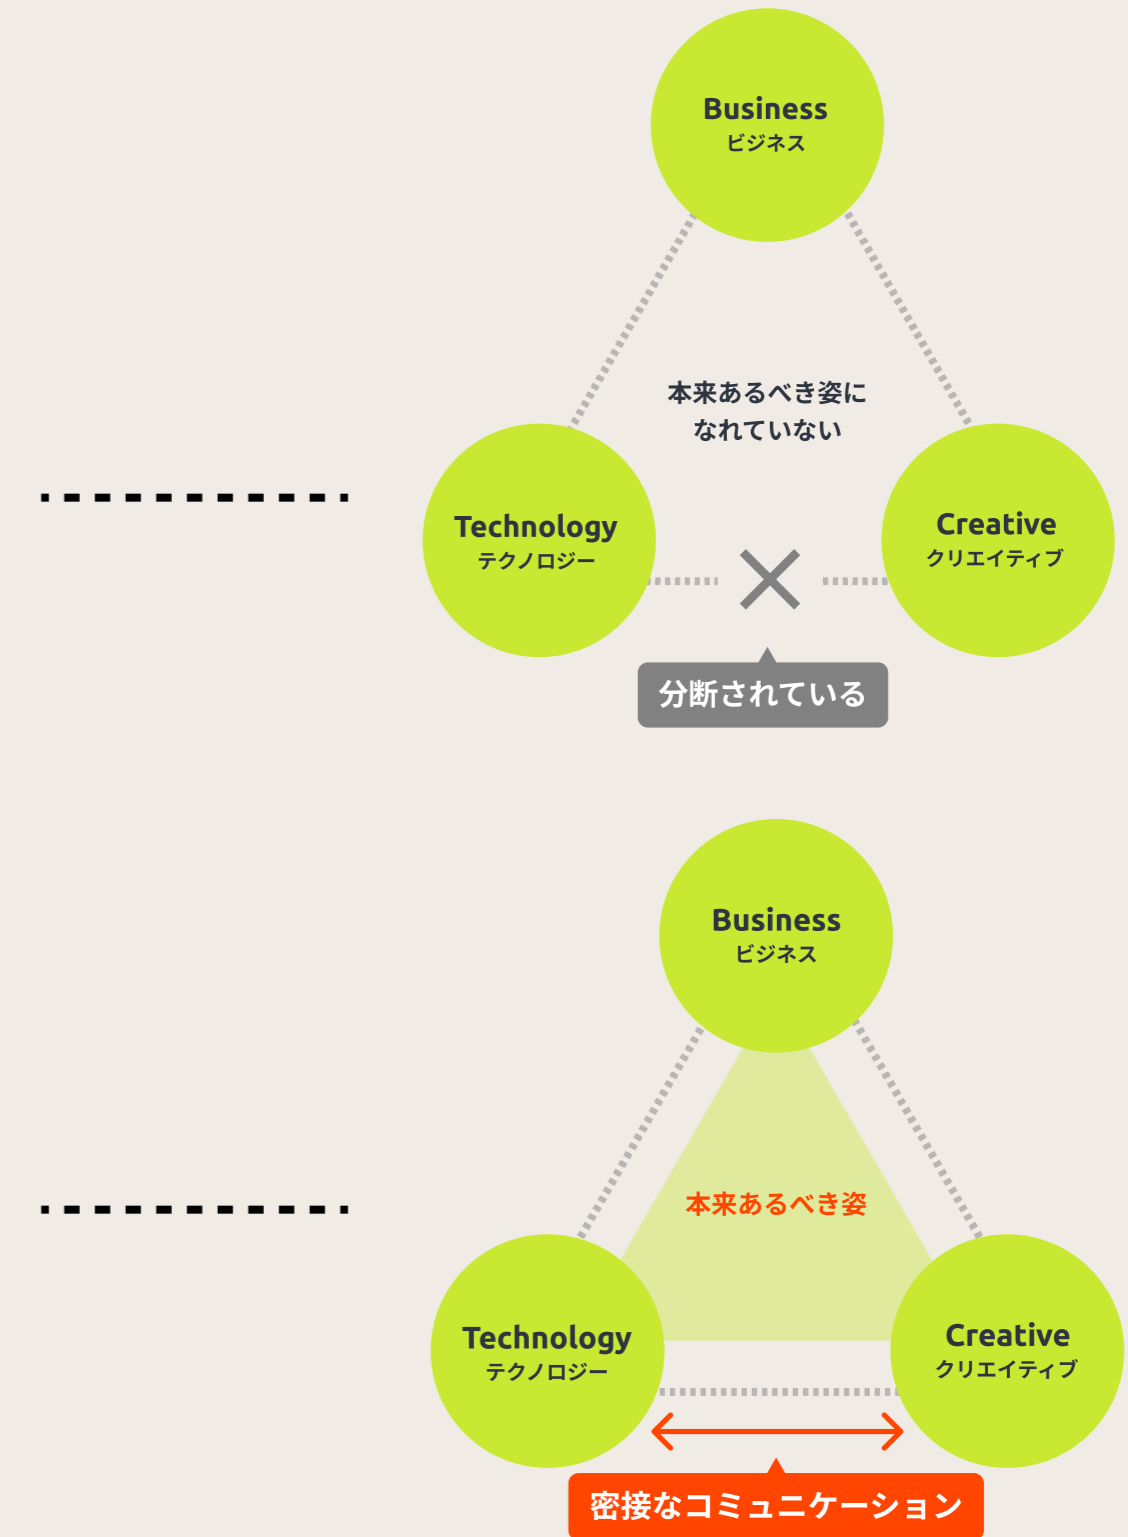 Business
ビジネス
本来あるべき姿に
なれていない
Technology
テクノロジー
Creative
クリエイティブ
分断されている
Business
ビジネス
本来あるべき姿
Technology
テクノロジー
Creative
クリエイティブ
密接なコミュニケーション